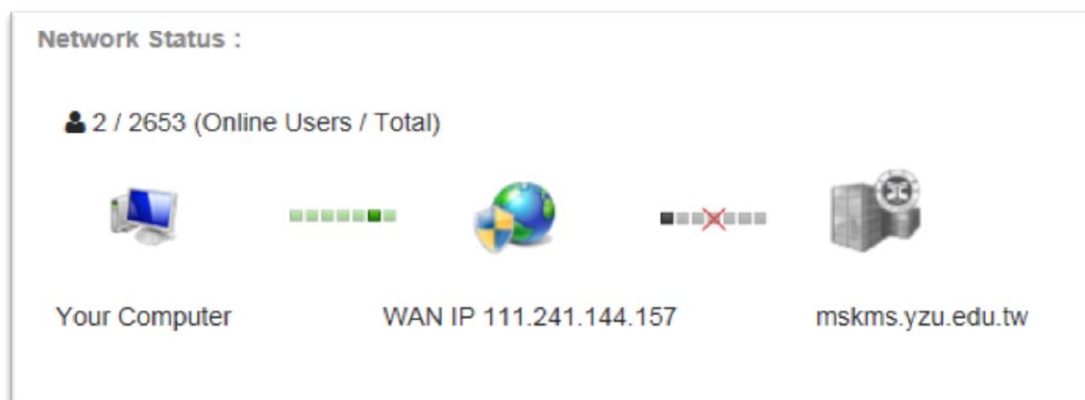 Network Status :
2 / 2653 (Online Users / Total)
Your Computer
WAN IP 111.241.144.157
mskms.yzu.edu.tw